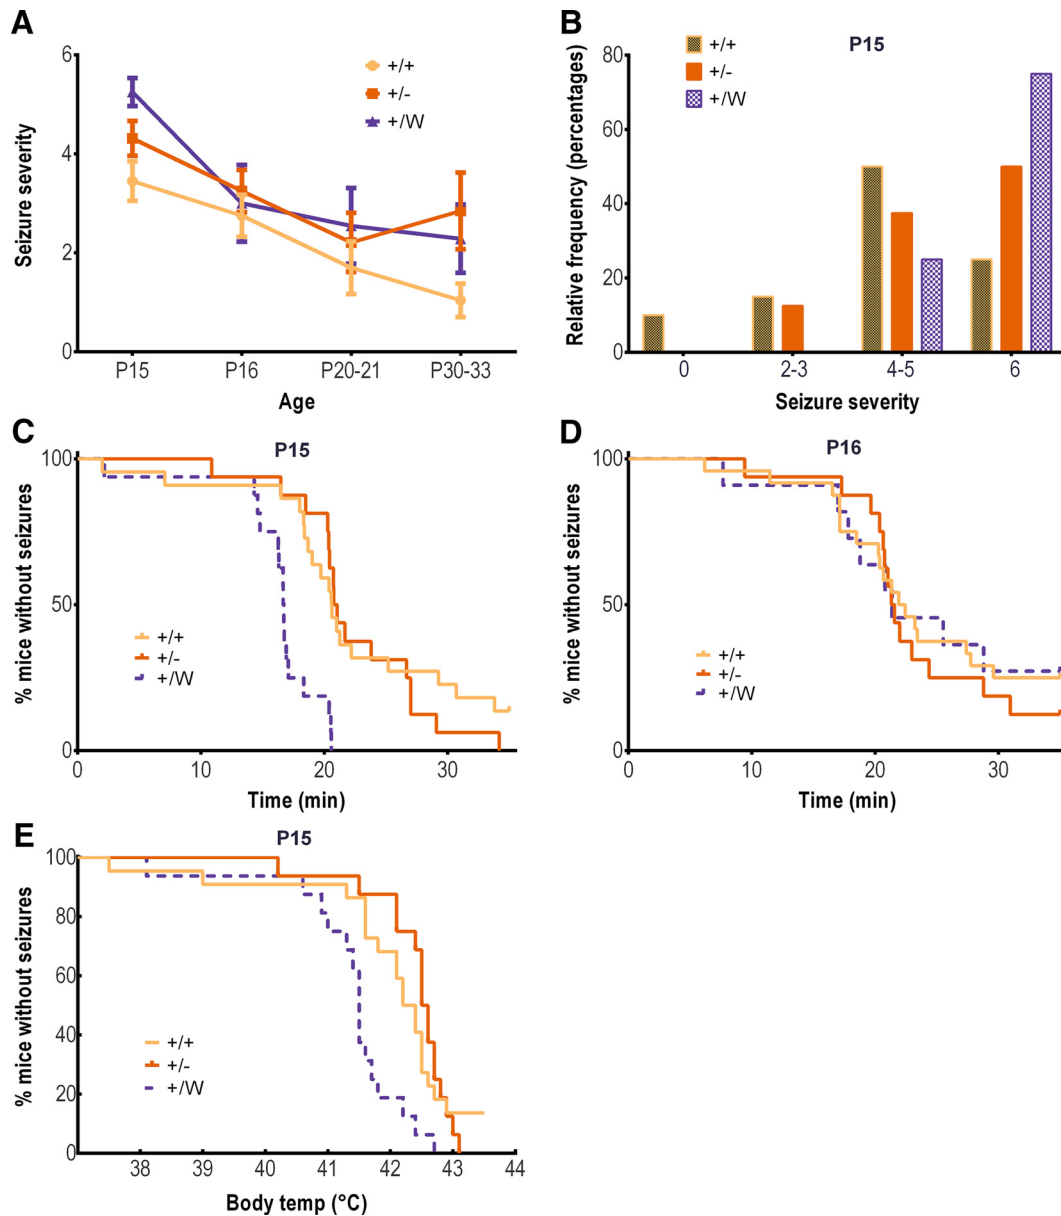 A
Seizure severity
6
4
2
0
+/+
+/-
+/W
P15
P16
P20-21
P30-33
Age
B
P15
Relative frequency (percentages)
80
60
40
20
0
+/+
+/-
+/W
0
2-3
4-5
6
Seizure severity
C
P15
% mice without seizures
100
50
0
+/+
+/-
+/W
0
10
20
30
Time (min)
D
P16
% mice without seizures
100
50
0
+/+
+/-
+/W
0
10
20
30
Time (min)
E
P15
% mice without seizures
100
80
60
40
20
0
+/+
+/-
+/W
38
39
40
41
42
43
44
Body temp (°C)